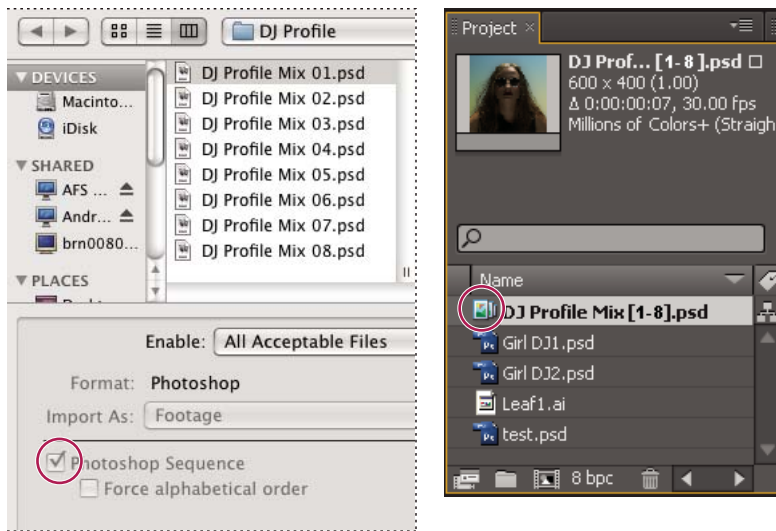 DJ Profile
DEVICES
Macinto...
iDisk
SHARED
AFS ...
Andr...
brn0080...
PLACES
DJ Profile Mix 01.psd
DJ Profile Mix 02.psd
DJ Profile Mix 03.psd
DJ Profile Mix 04.psd
DJ Profile Mix 05.psd
DJ Profile Mix 06.psd
DJ Profile Mix 07.psd
DJ Profile Mix 08.psd
Enable: All Acceptable Files
Format: Photoshop
Import As: Footage
Photoshop Sequence
Force alphabetical order
Project ×
DJ Prof... [1-8].psd
600 x 400 (1.00)
Δ 0:00:00:07, 30.00 fps
Millions of Colors+ (Straigh
Name
DJ Profile Mix [1-8].psd
Girl DJ1.psd
Girl DJ2.psd
Leaf1.ai
test.psd
8 bpc